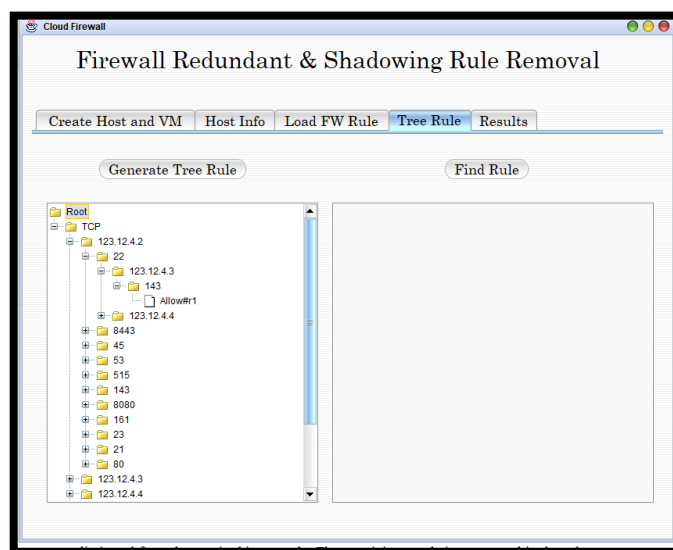 Cloud Firewall
Firewall Redundant & Shadowing Rule Removal
Create Host and VM Host Info Load FW Rule Tree Rule Results
Generate Tree Rule Find Rule
Root
TCP
123.12.4.2
22
123.12.4.3
143
Allow#r1
123.12.4.4
8443
45
53
515
143
8080
161
23
21
80
123.12.4.3
123.12.4.4